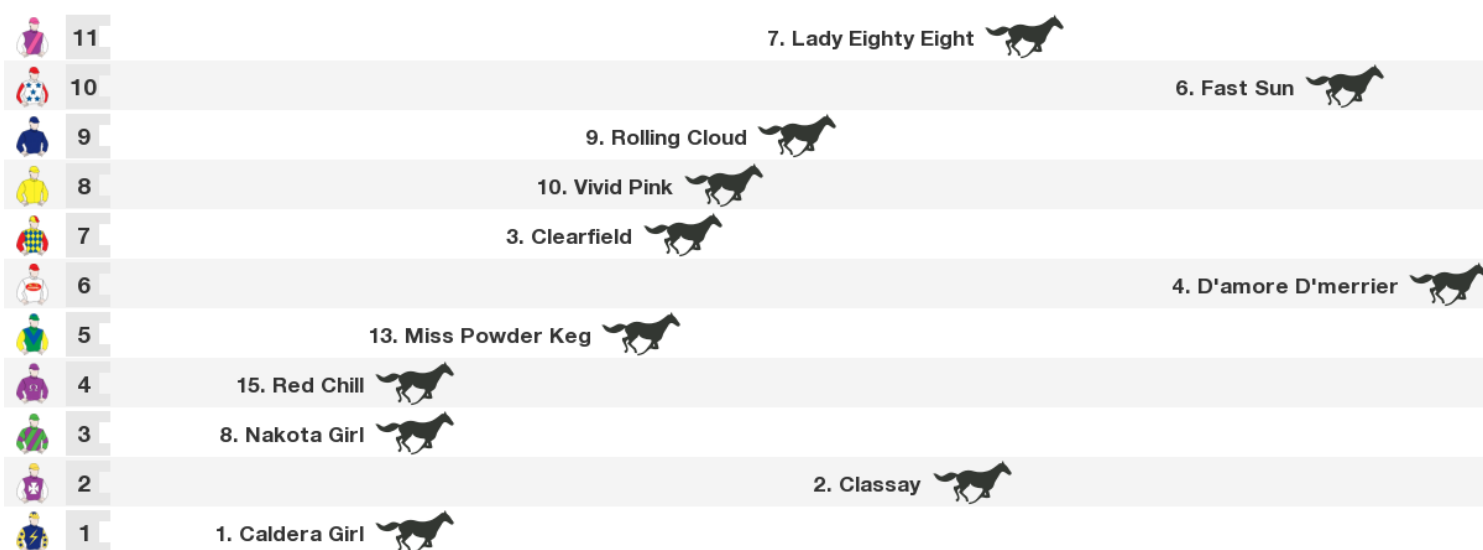 11 7. Lady Eighty Eight
10 6. Fast Sun
9 9. Rolling Cloud
8 10. Vivid Pink
7 3. Clearfield
6 4. D'amore D'merrier
5 13. Miss Powder Keg
4 15. Red Chill
3 8. Nakota Girl
2 2. Classay
1 1. Caldera Girl